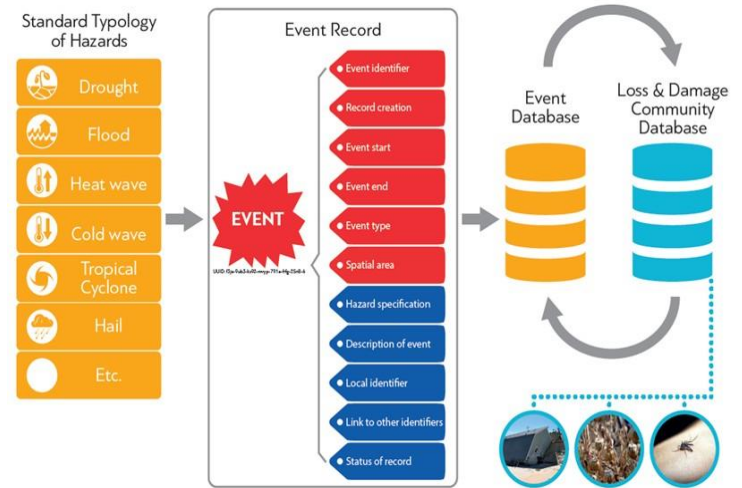 Standard Typology
of Hazards
Drought
Flood
Heat wave
Cold wave
Tropical
Cyclone
Hail
Etc.
Event Record
EVENT
Event identifier
Record creation
Event start
Event end
Event type
Spatial area
Hazard specification
Description of event
Local identifier
Link to other identifiers
Status of record
Event
Database
Loss & Damage
Community
Database